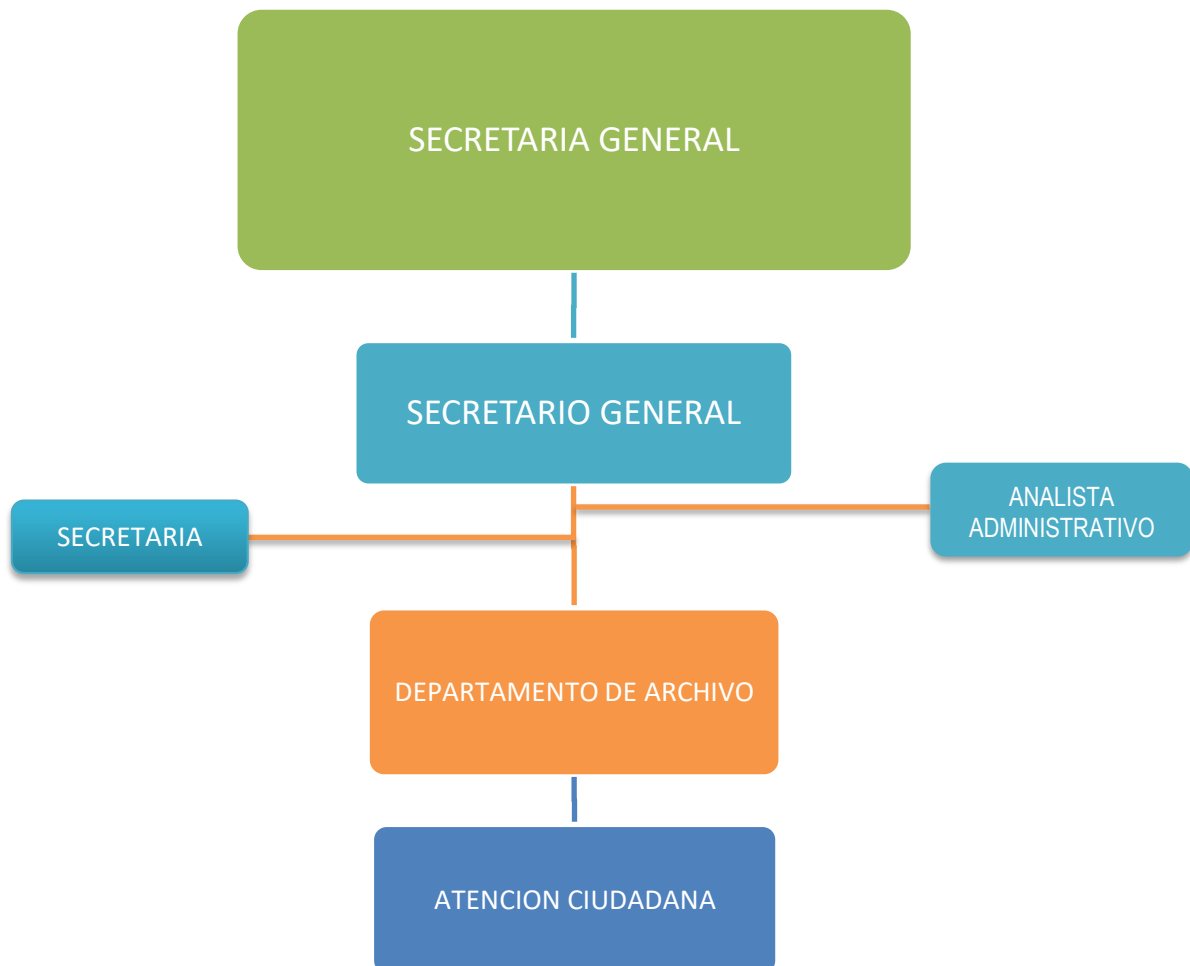 SECRETARIA GENERAL
SECRETARIO GENERAL
SECRETARIA
ANALISTA
ADMINISTRATIVO
DEPARTAMENTO DE ARCHIVO
ATENCION CIUDADANA